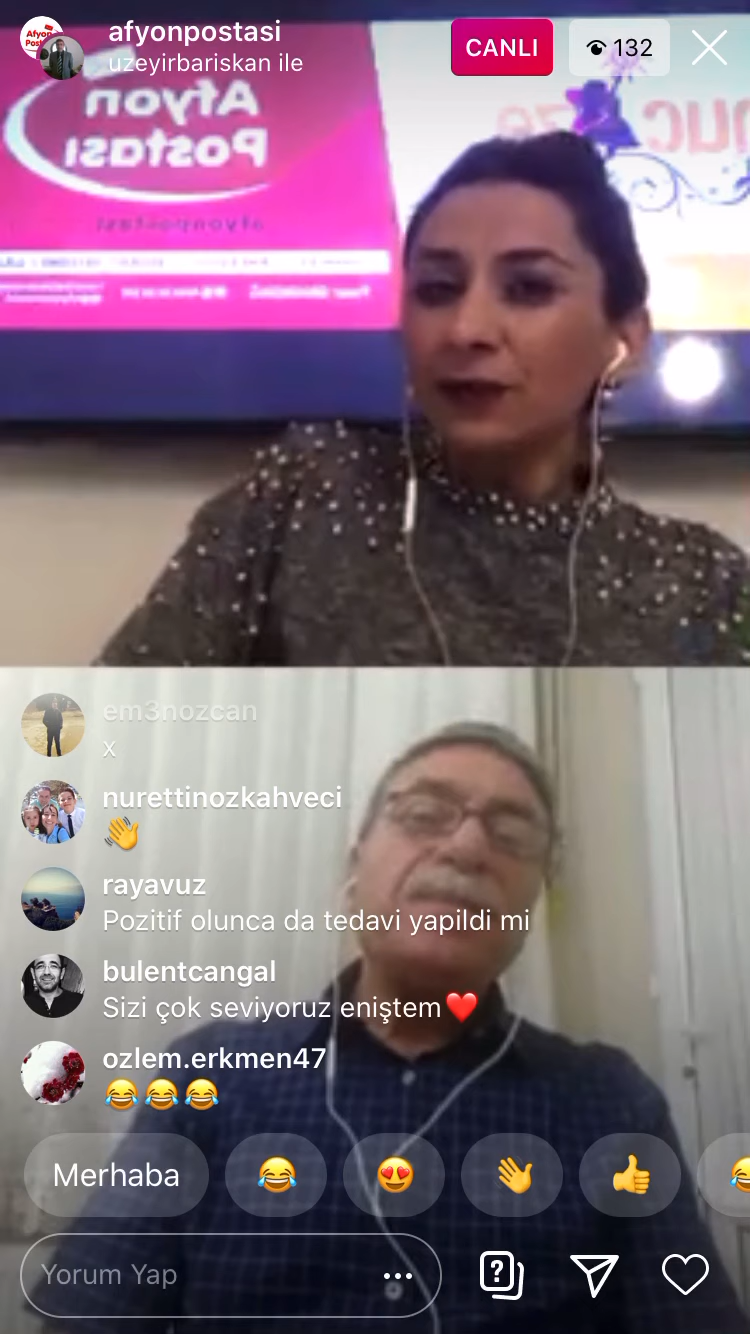 afyonpostasi
uzeyirbariskan ile
CANLI
132
Afyon
Postası
afyonpostasi
em3nozcan
x
nurettinozkahveci
👋
rayavuz
Pozitif olunca da tedavi yapildi mi
bulentcangal
Sizi çok seviyoruz eniştem❤️
ozlem.erkmen47
😂😂😂
Merhaba
😂 😍 👋 👍 😂
Yorum Yap